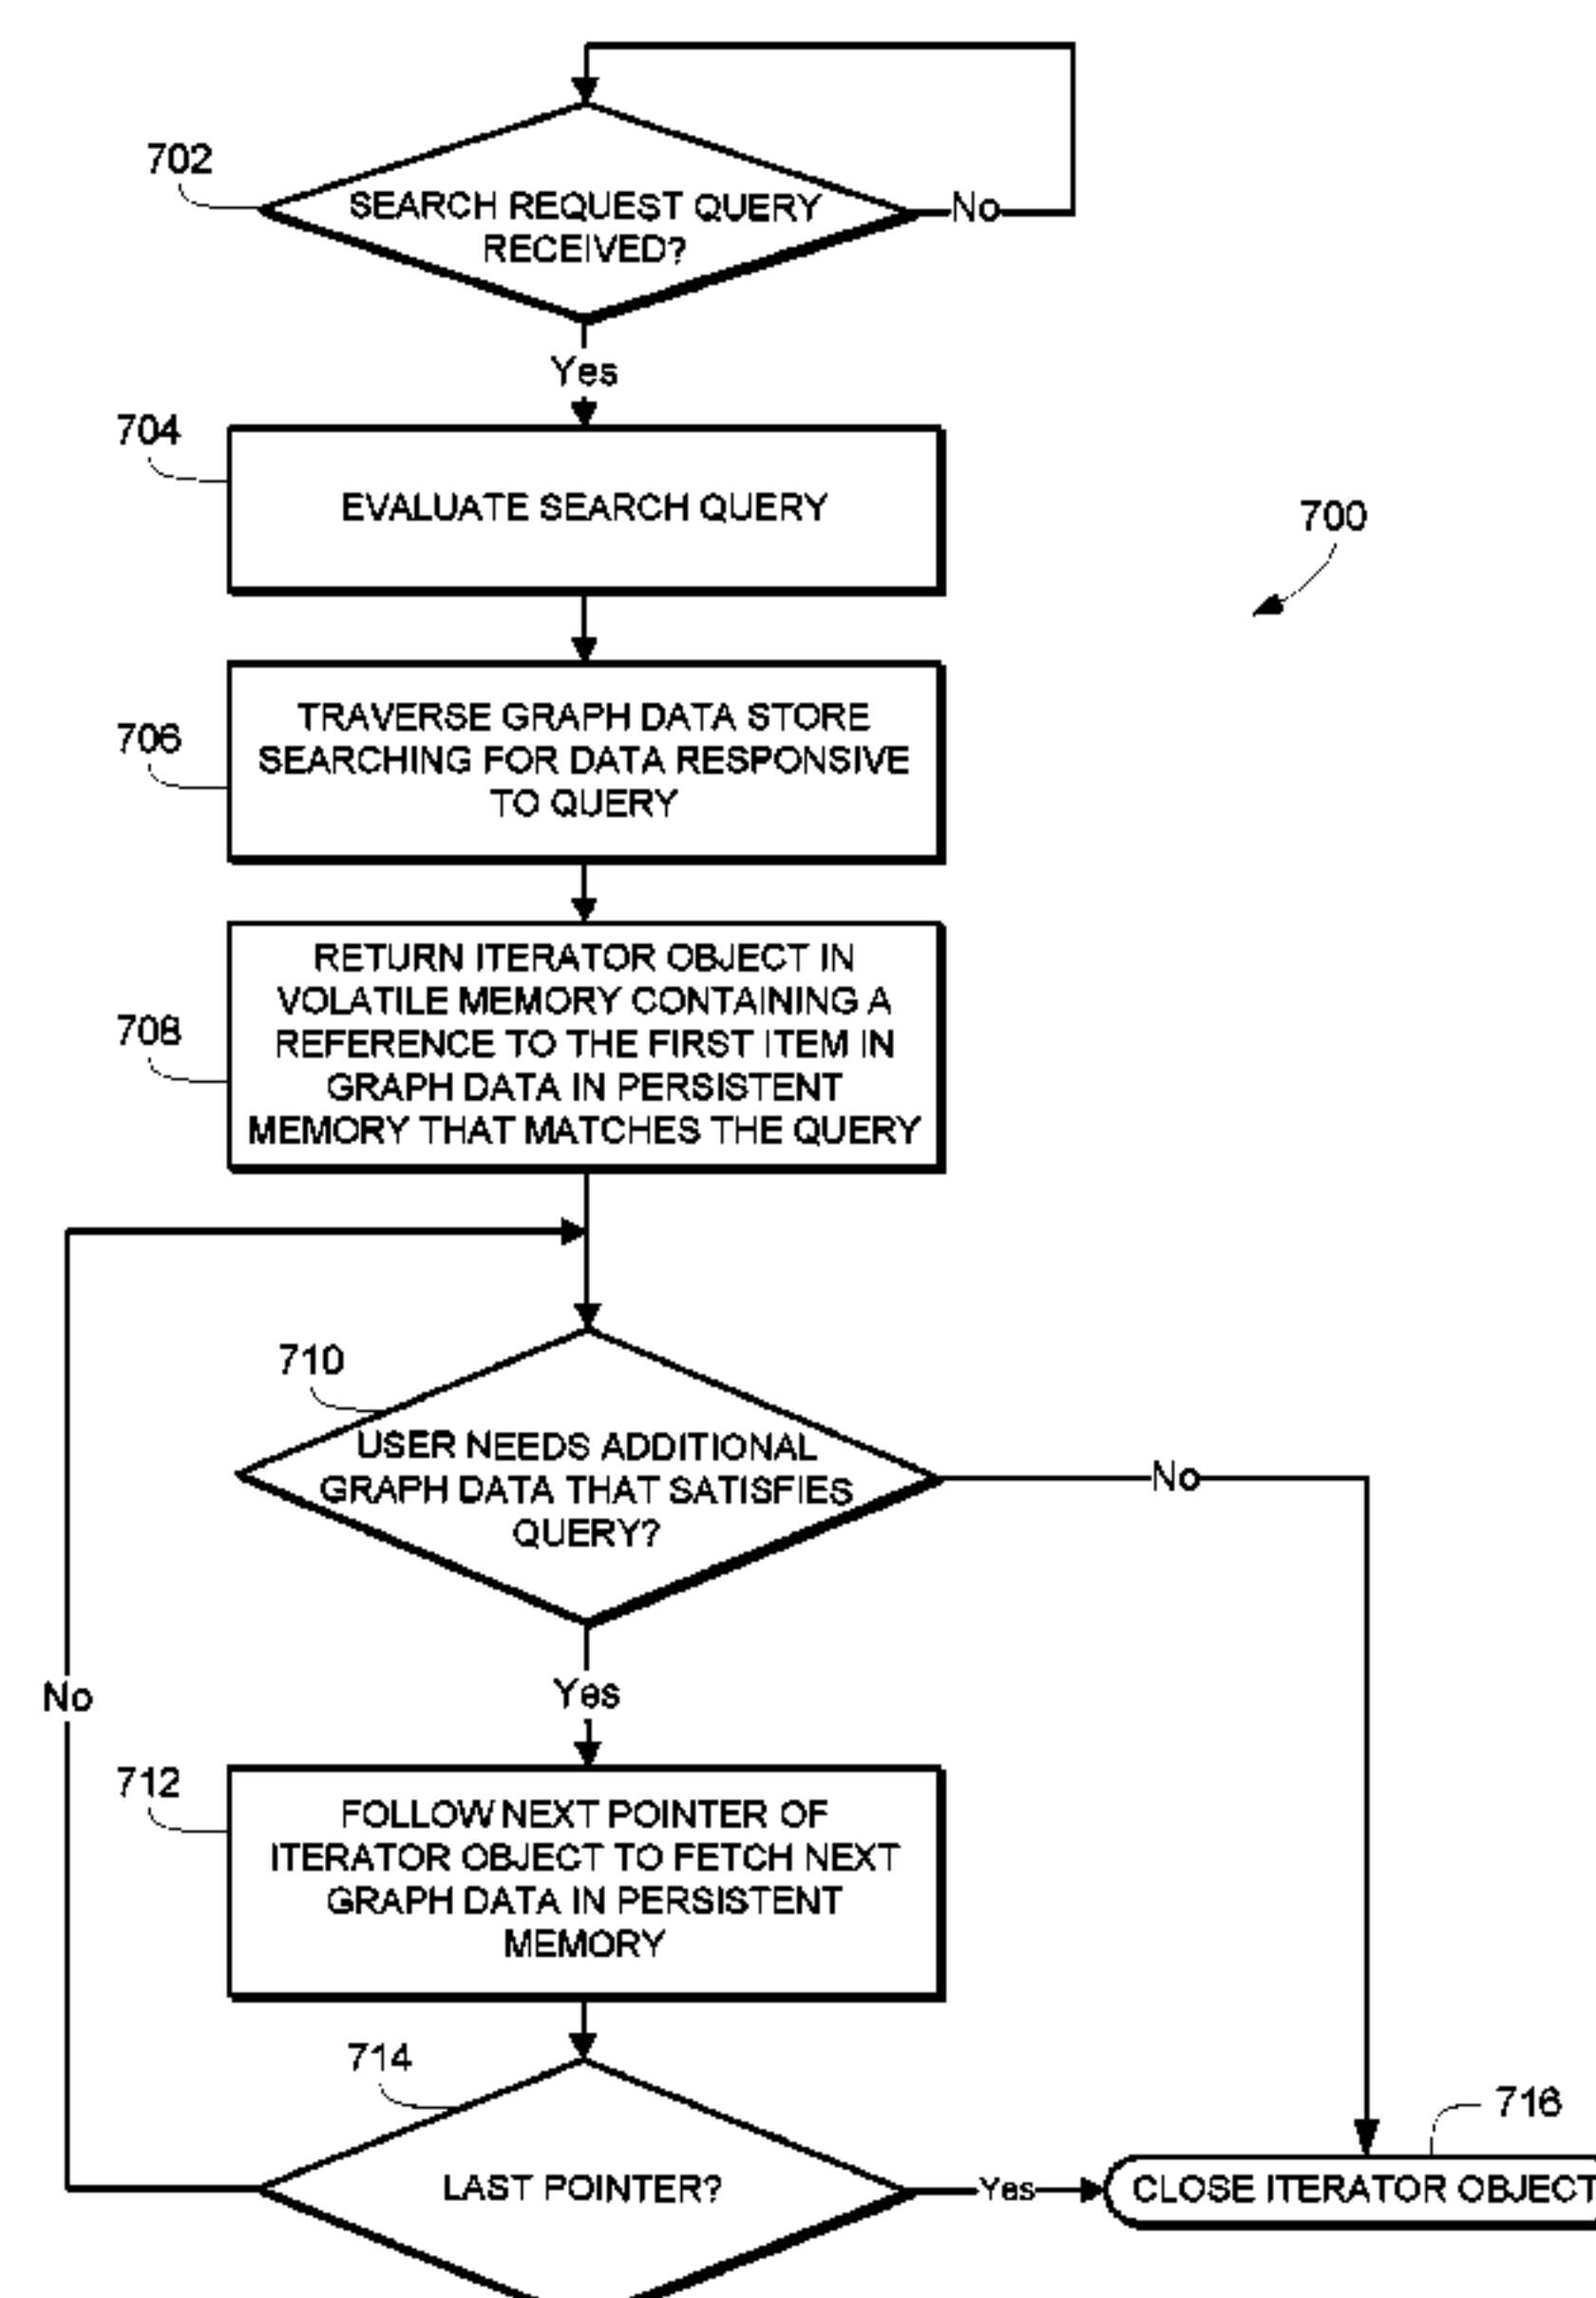 702
SEARCH REQUEST QUERY
RECEIVED?
No
Yes
704
EVALUATE SEARCH QUERY
700
706
TRAVERSE GRAPH DATA STORE
SEARCHING FOR DATA RESPONSIVE
TO QUERY
708
RETURN ITERATOR OBJECT IN
VOLATILE MEMORY CONTAINING A
REFERENCE TO THE FIRST ITEM IN
GRAPH DATA IN PERSISTENT
MEMORY THAT MATCHES THE QUERY
710
USER NEEDS ADDITIONAL
GRAPH DATA THAT SATISFIES
QUERY?
No
Yes
No
712
FOLLOW NEXT POINTER OF
ITERATOR OBJECT TO FETCH NEXT
GRAPH DATA IN PERSISTENT
MEMORY
714
LAST POINTER?
Yes
716
CLOSE ITERATOR OBJECT